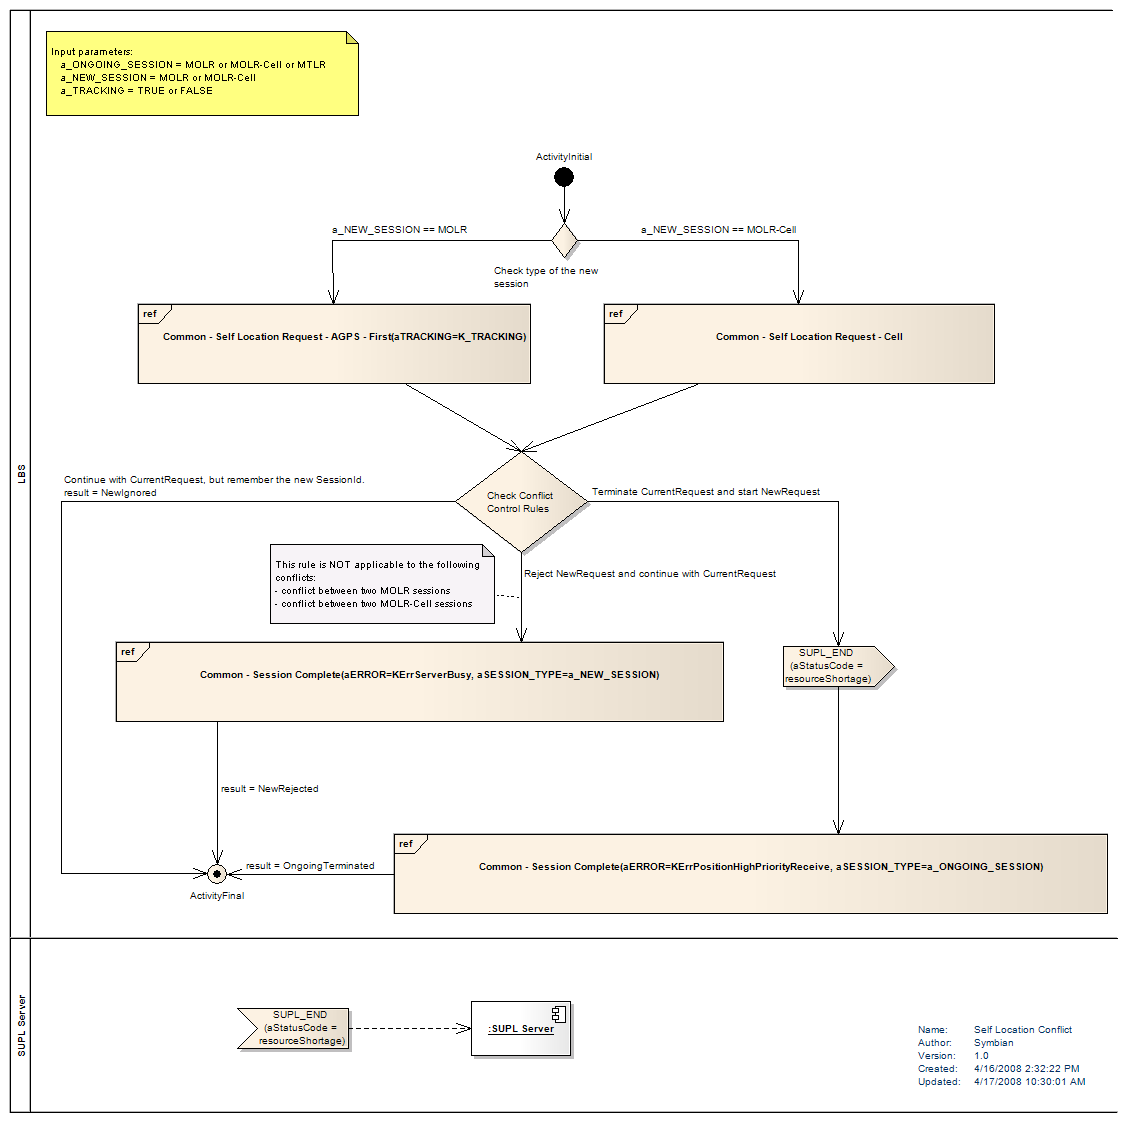 Input parameters:
a_ONGOING_SESSION = MOLR or MOLR-Cell or MTLR
a_NEW_SESSION = MOLR or MOLR-Cell
a_TRACKING = TRUE or FALSE
ActivityInitial
a_NEW_SESSION == MOLR
a_NEW_SESSION == MOLR-Cell
Check type of the new
session
ref
Common - Self Location Request - AGPS - First(aTRACKING=K_TRACKING)
ref
Common - Self Location Request - Cell
LBS
Continue with CurrentRequest, but remember the new SessionId.
result = NewIgnored
Check Conflict
Control Rules
Terminate CurrentRequest and start NewRequest
This rule is NOT applicable to the following
conflicts:
- conflict between two MOLR sessions
- conflict between two MOLR-Cell sessions
Reject NewRequest and continue with CurrentRequest
ref
Common - Session Complete(aERROR=KErrServerBusy, aSESSION_TYPE=a_NEW_SESSION)
SUPL_END
(aStatusCode =
resourceShortage)
result = NewRejected
ref
Common - Session Complete(aERROR=KErrPositionHighPriorityReceive, aSESSION_TYPE=a_ONGOING_SESSION)
result = OngoingTerminated
ActivityFinal
SUPL Server
SUPL_END
(aStatusCode =
resourceShortage)
:SUPL Server
Name: Self Location Conflict
Author: Symbian
Version: 1.0
Created: 4/16/2008 2:32:22 PM
Updated: 4/17/2008 10:30:01 AM